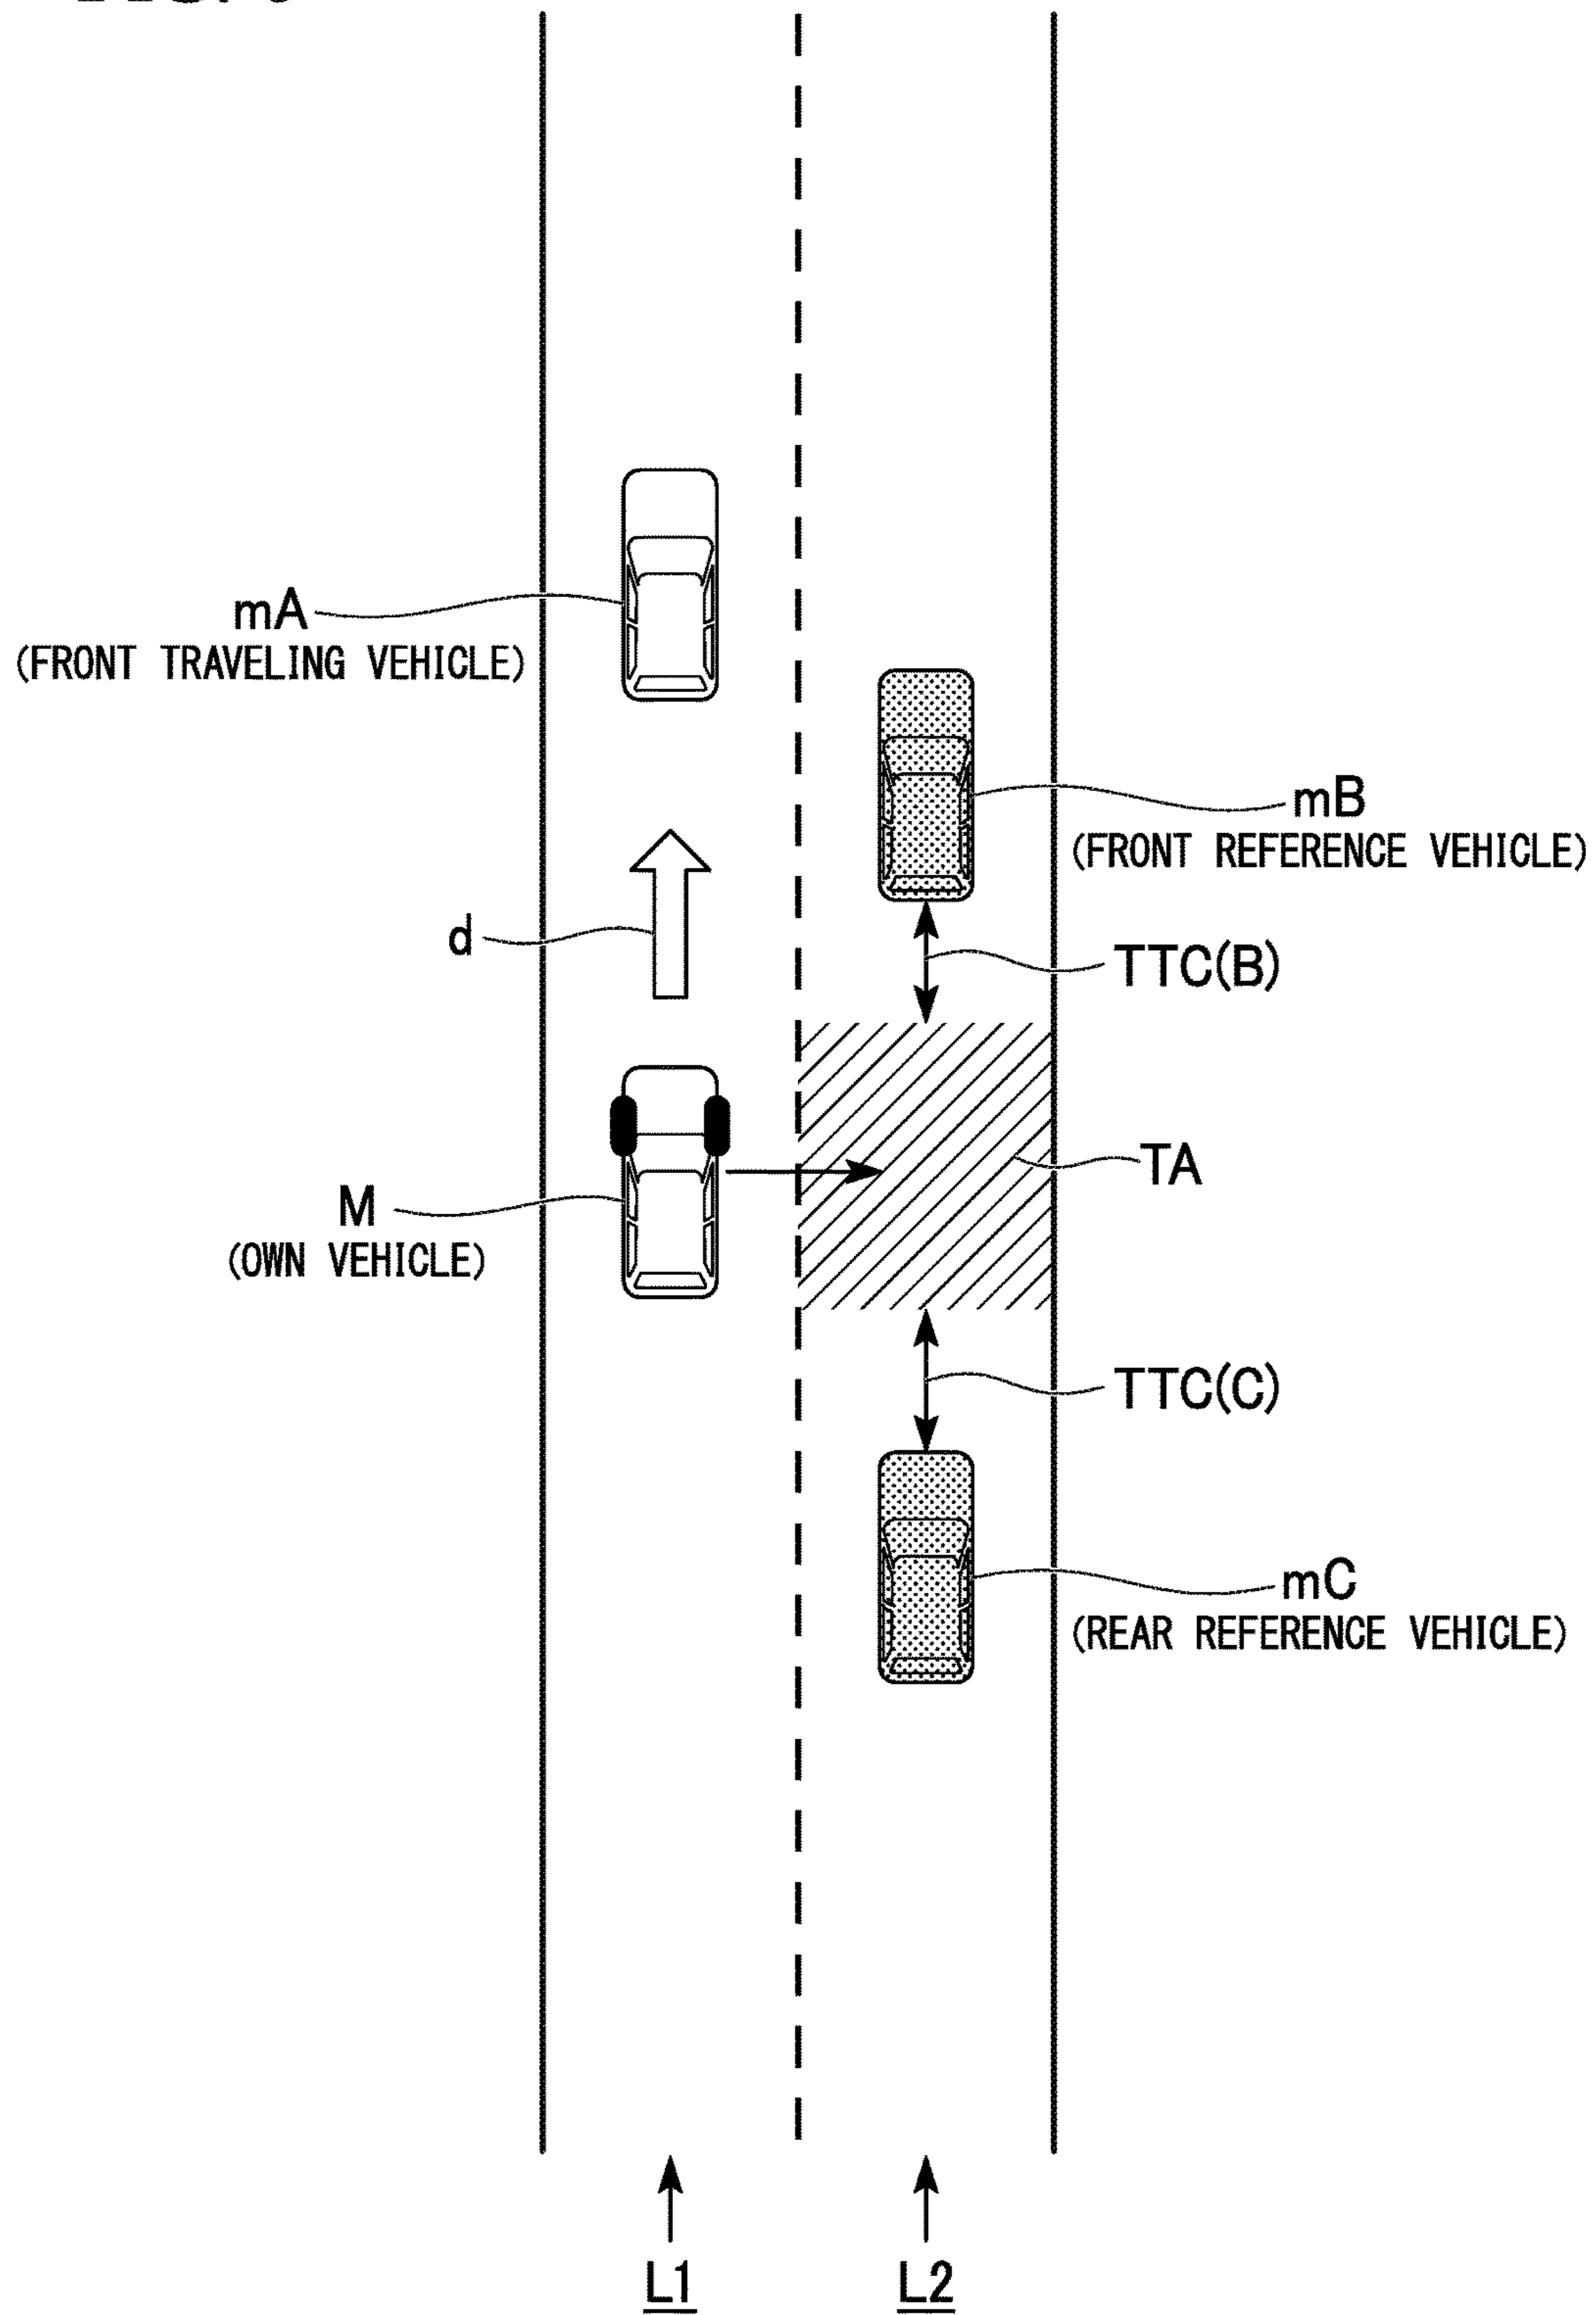 mA
(FRONT TRAVELING VEHICLE)
mB
(FRONT REFERENCE VEHICLE)
d
TTC(B)
TA
M
(OWN VEHICLE)
TTC(C)
mC
(REAR REFERENCE VEHICLE)
L1
L2